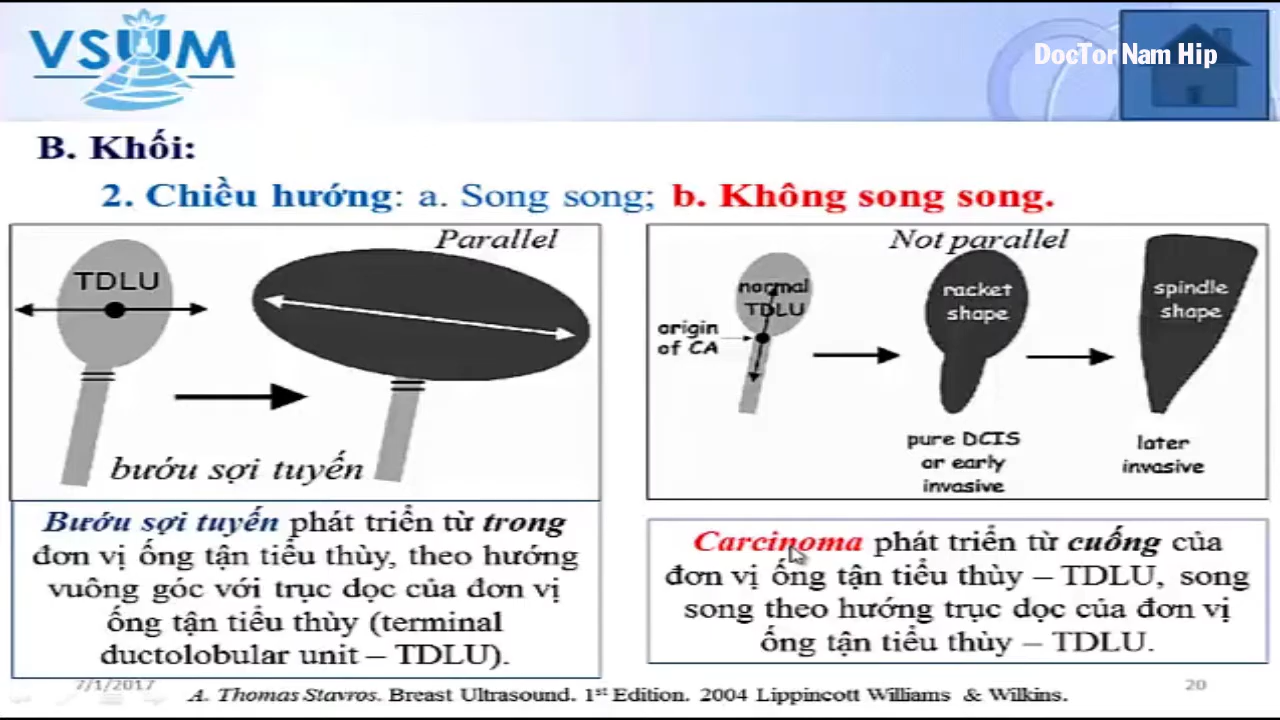 VSUM
DocTor Nam Hip
B. Khối:
2. Chiều hướng: a. Song song; b. Không song song.
Parallel
TDLU
bướu sợi tuyến
Not parallel
normal
TDLU
origin
of CA
racket
shape
spindle
shape
pure DCIS
or early
invasive
later
invasive
Bướu sợi tuyến phát triển từ trong
đơn vị ống tận tiểu thùy, theo hướng
vuông góc với trục dọc của đơn vị
ống tận tiểu thùy (terminal
ductolobular unit – TDLU).
Carcinoma phát triển từ cuống của
đơn vị ống tận tiểu thùy – TDLU, song
song theo hướng trục dọc của đơn vị
ống tận tiểu thùy – TDLU.
7/1/2017
A. Thomas Stavros. Breast Ultrasound. 1st Edition. 2004 Lippincott Williams & Wilkins.
20